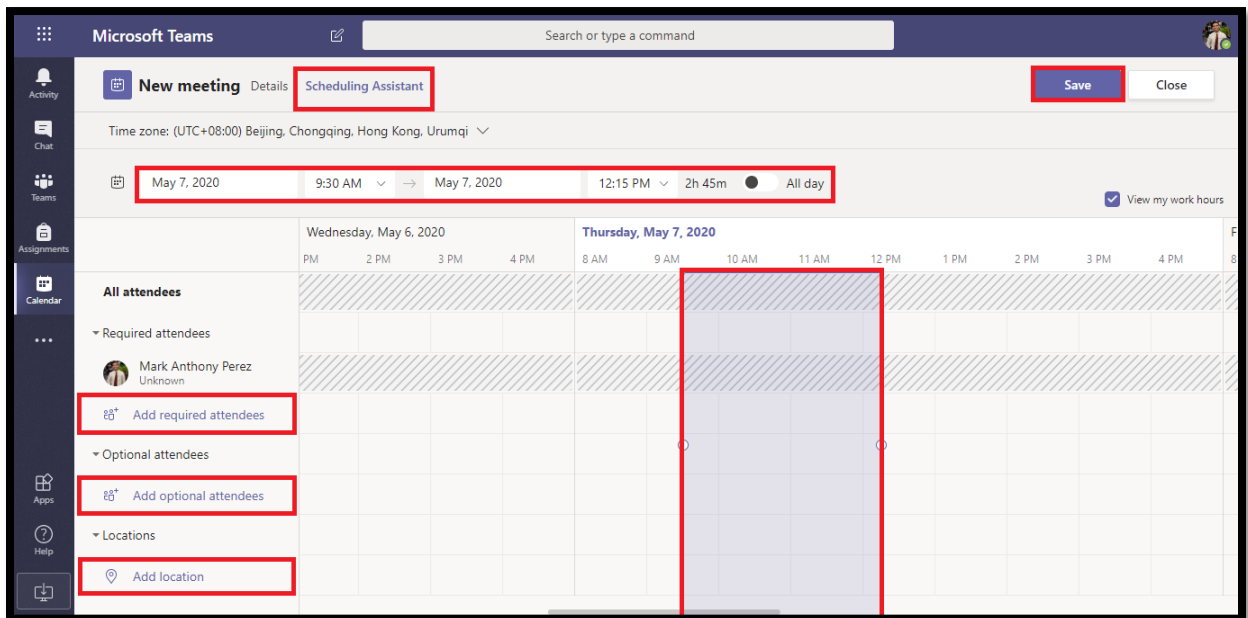 Microsoft Teams
Search or type a command
Activity
Chat
Teams
Assignments
Calendar
Apps
Help
New meeting Details Scheduling Assistant
Save Close
Time zone: (UTC+08:00) Beijing, Chongqing, Hong Kong, Urumqi
May 7, 2020 9:30 AM → May 7, 2020 12:15 PM 2h 45m All day
View my work hours
Wednesday, May 6, 2020 Thursday, May 7, 2020 F
PM 2 PM 3 PM 4 PM 8 AM 9 AM 10 AM 11 AM 12 PM 1 PM 2 PM 3 PM 4 PM 8
All attendees
Required attendees
Mark Anthony Perez
Unknown
Add required attendees
Optional attendees
Add optional attendees
Locations
Add location